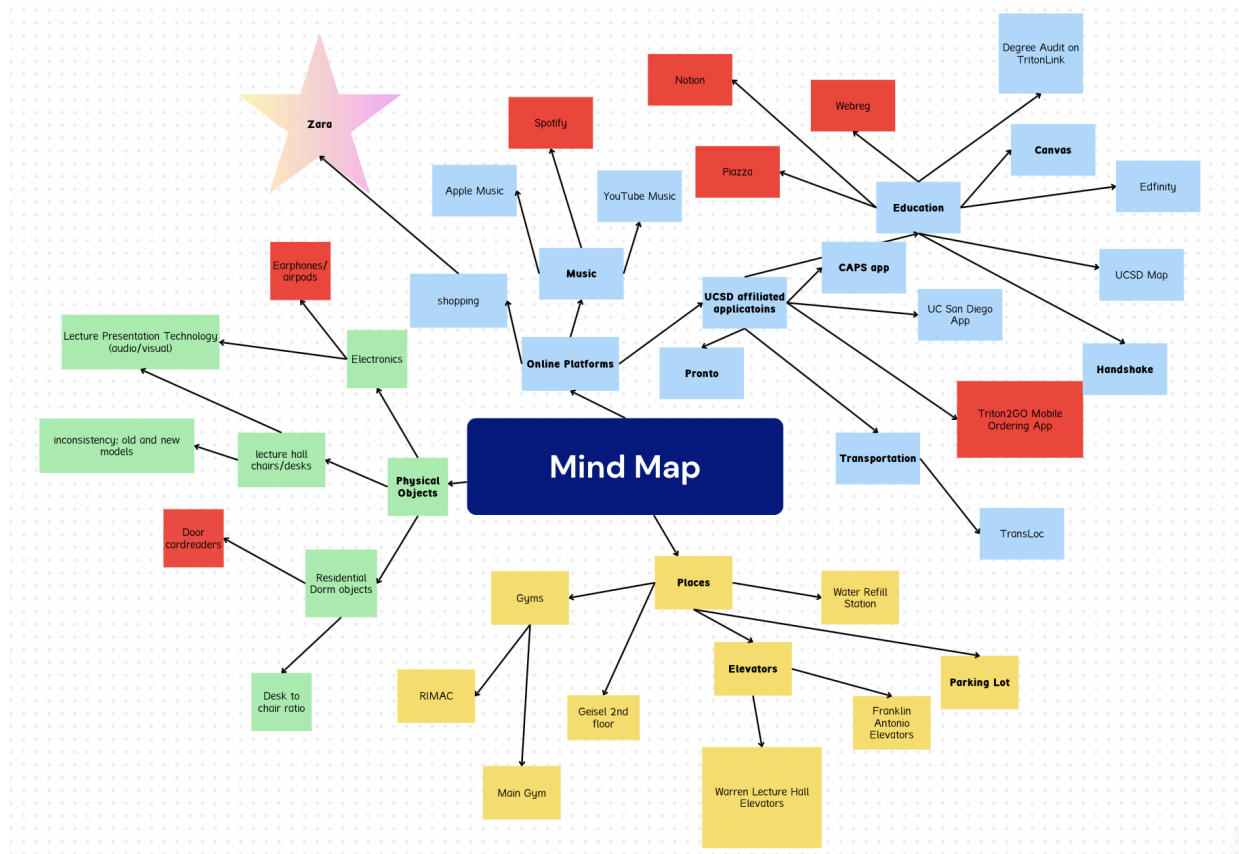 Degree Audit on
TritonLink
Notion
Webreg
Zara
Spotify
Canvas
Piazza
Edfinity
Apple Music
YouTube Music
Education
Earphones/
airpods
Music
CAPS app
UCSD Map
shopping
UCSD affiliated
applicatoins
UC San Diego
App
Lecture Presentation Technology
(audio/visual)
Electronics
Online Platforms
Pronto
Handshake
Triton2GO Mobile
Ordering App
inconsistency: old and new
models
lecture hall
chairs/desks
Mind Map
Transportation
Physical
Objects
Door
cardreaders
TransLoc
Residential
Dorm objects
Places
Gyms
Water Refill
Station
Elevators
Parking Lot
RIMAC
Desk to
chair ratio
Geisel 2nd
floor
Franklin
Antonio
Elevators
Main Gym
Warren Lecture Hall
Elevators